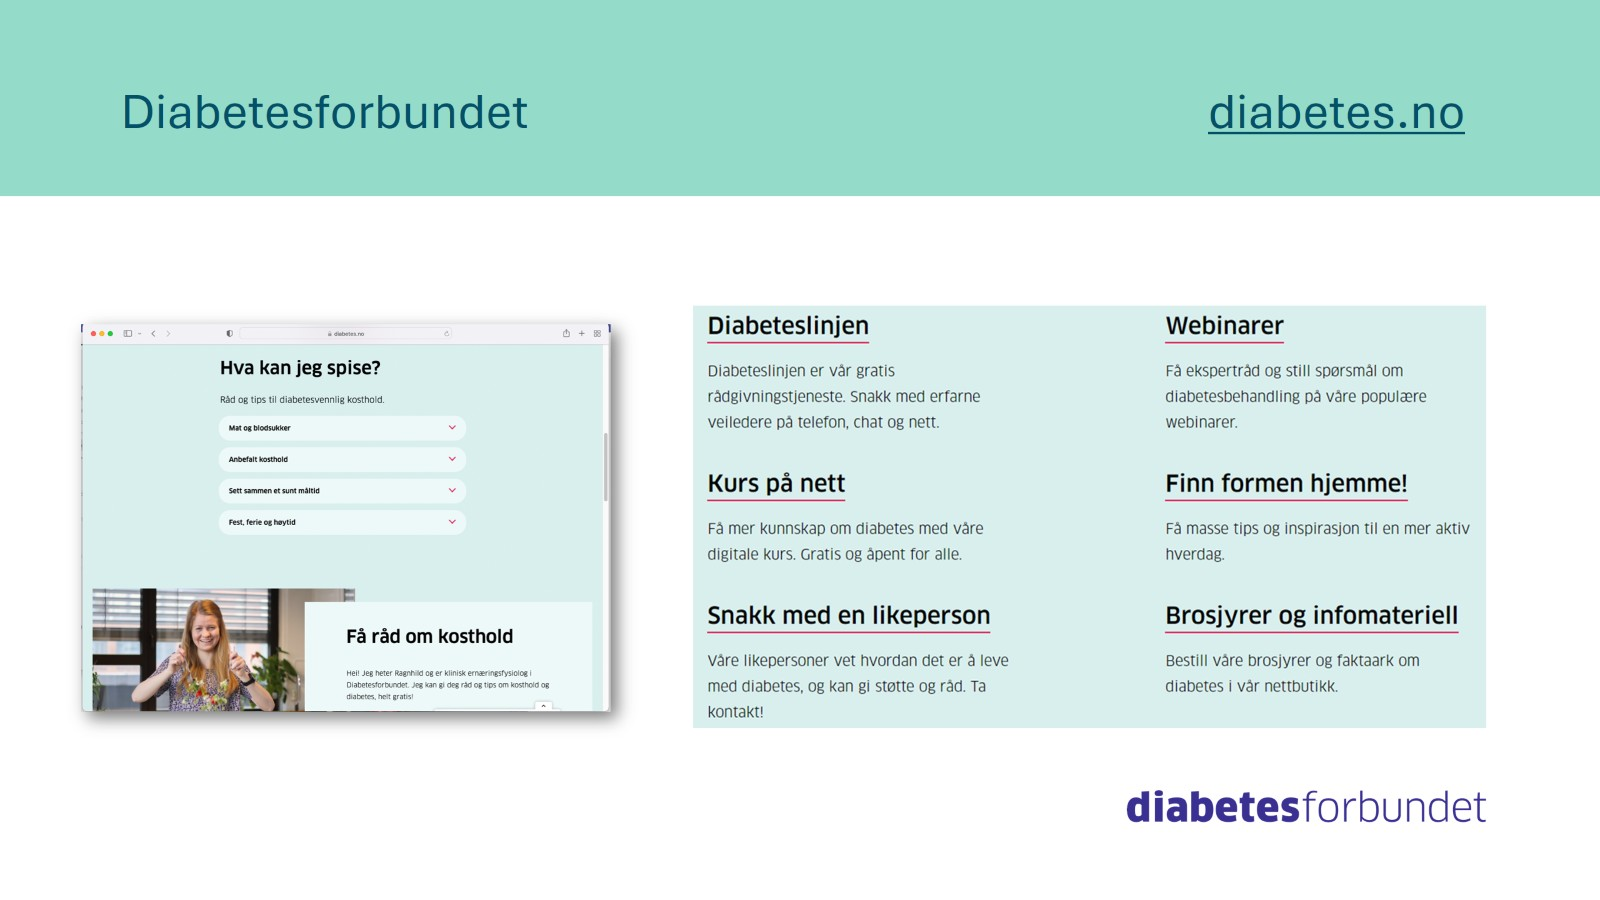 Diabetesforbundet
diabetes.no
diabetes.no
Hva kan jeg spise?
Råd og tips til diabetesvennlig kosthold.
Mat og blodsukker
Anbefalt kosthold
Sett sammen et sunt måltid
Fest, ferie og høytid
Få råd om kosthold
Hei! Jeg heter Ragnhild og er klinisk ernæringsfysiolog i
Diabetesforbundet. Jeg kan gi deg råd og tips om kosthold og
diabetes, helt gratis!
Diabeteslinjen
Diabeteslinjen er vår gratis
rådgivningstjeneste. Snakk med erfarne
veiledere på telefon, chat og nett.
Kurs på nett
Få mer kunnskap om diabetes med våre
digitale kurs. Gratis og åpent for alle.
Snakk med en likeperson
Våre likepersoner vet hvordan det er å leve
med diabetes, og kan gi støtte og råd. Ta
kontakt!
Webinarer
Få ekspertråd og still spørsmål om
diabetesbehandling på våre populære
webinarer.
Finn formen hjemme!
Få masse tips og inspirasjon til en mer aktiv
hverdag.
Brosjyrer og infomateriell
Bestill våre brosjyrer og faktaark om
diabetes i vår nettbutikk.
diabetesforbundet